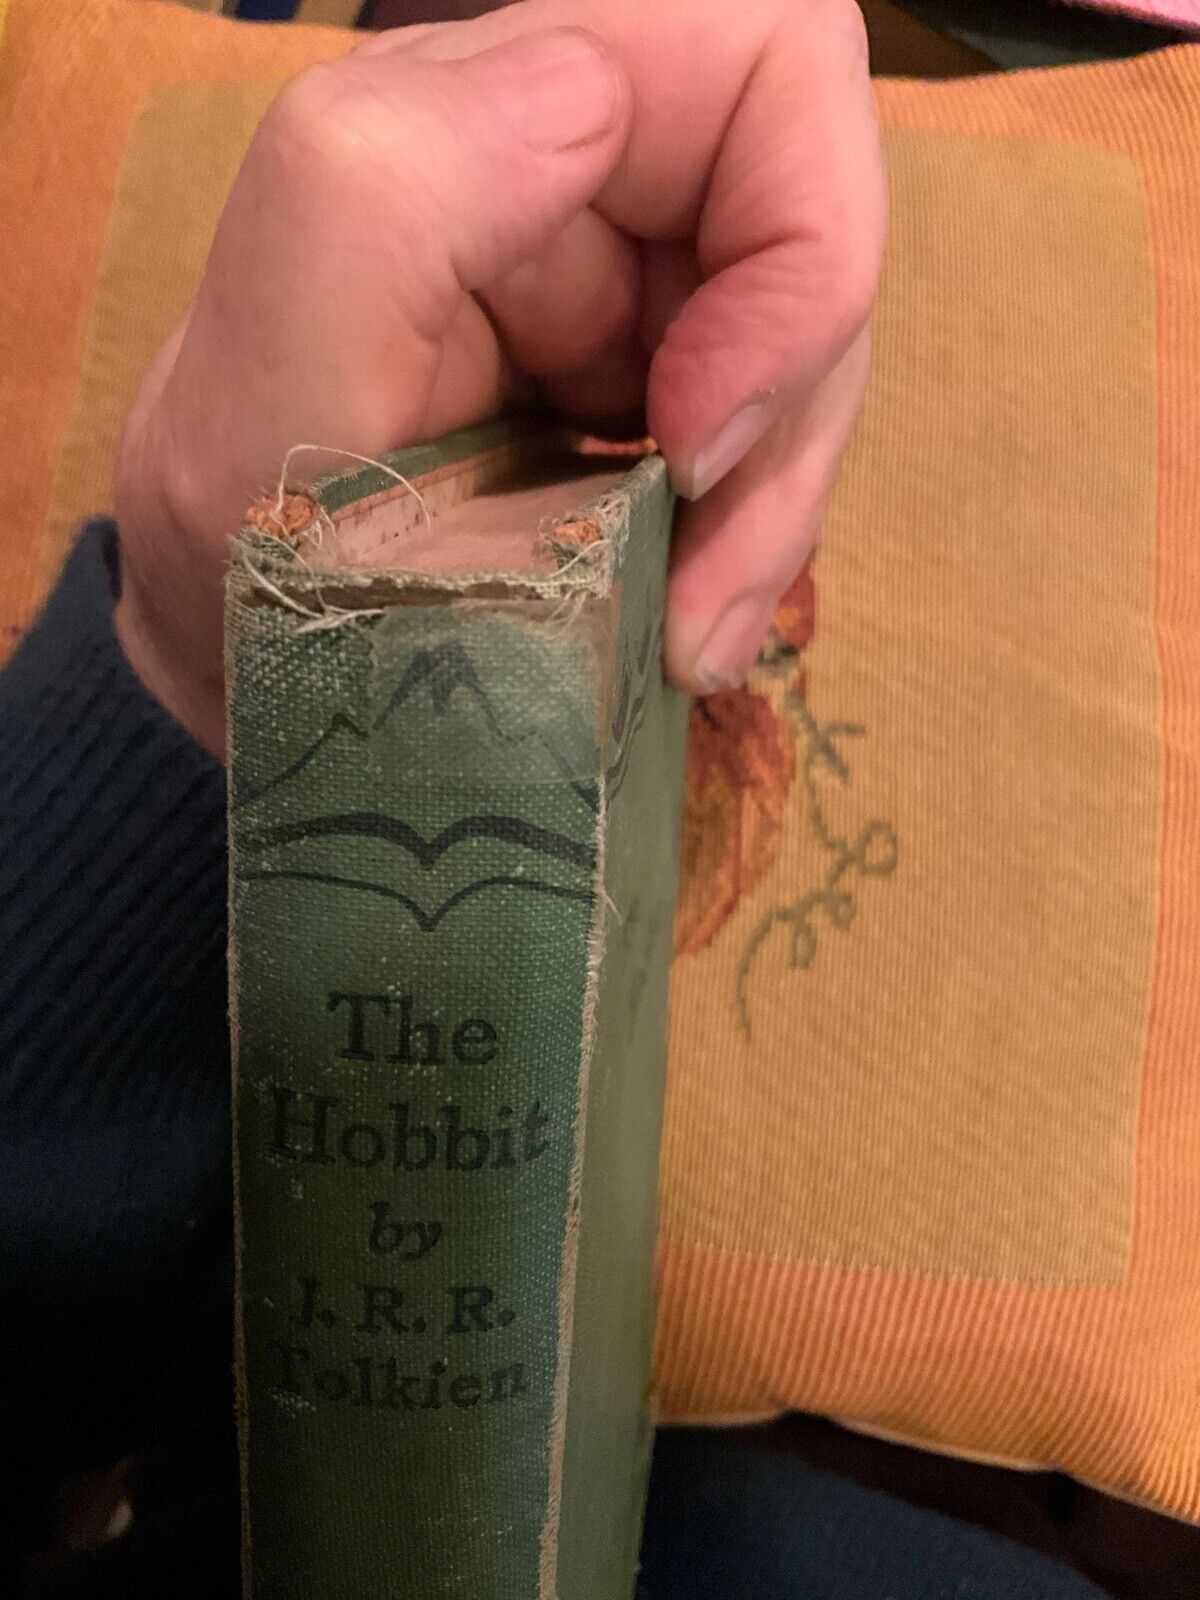 The
Hobbit
by
J. R. R.
Tolkien